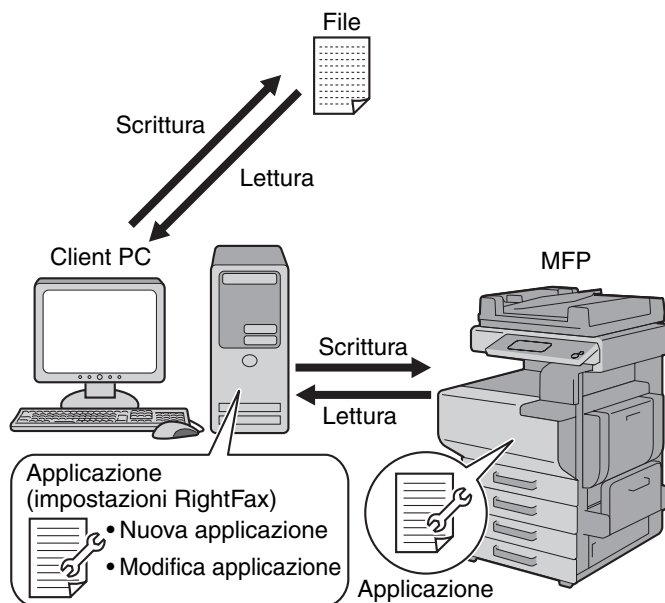 File
Scrittura
Lettura
Client PC
MFP
Scrittura
Lettura
Applicazione
(impostazioni RightFax)
• Nuova applicazione
• Modifica applicazione
Applicazione